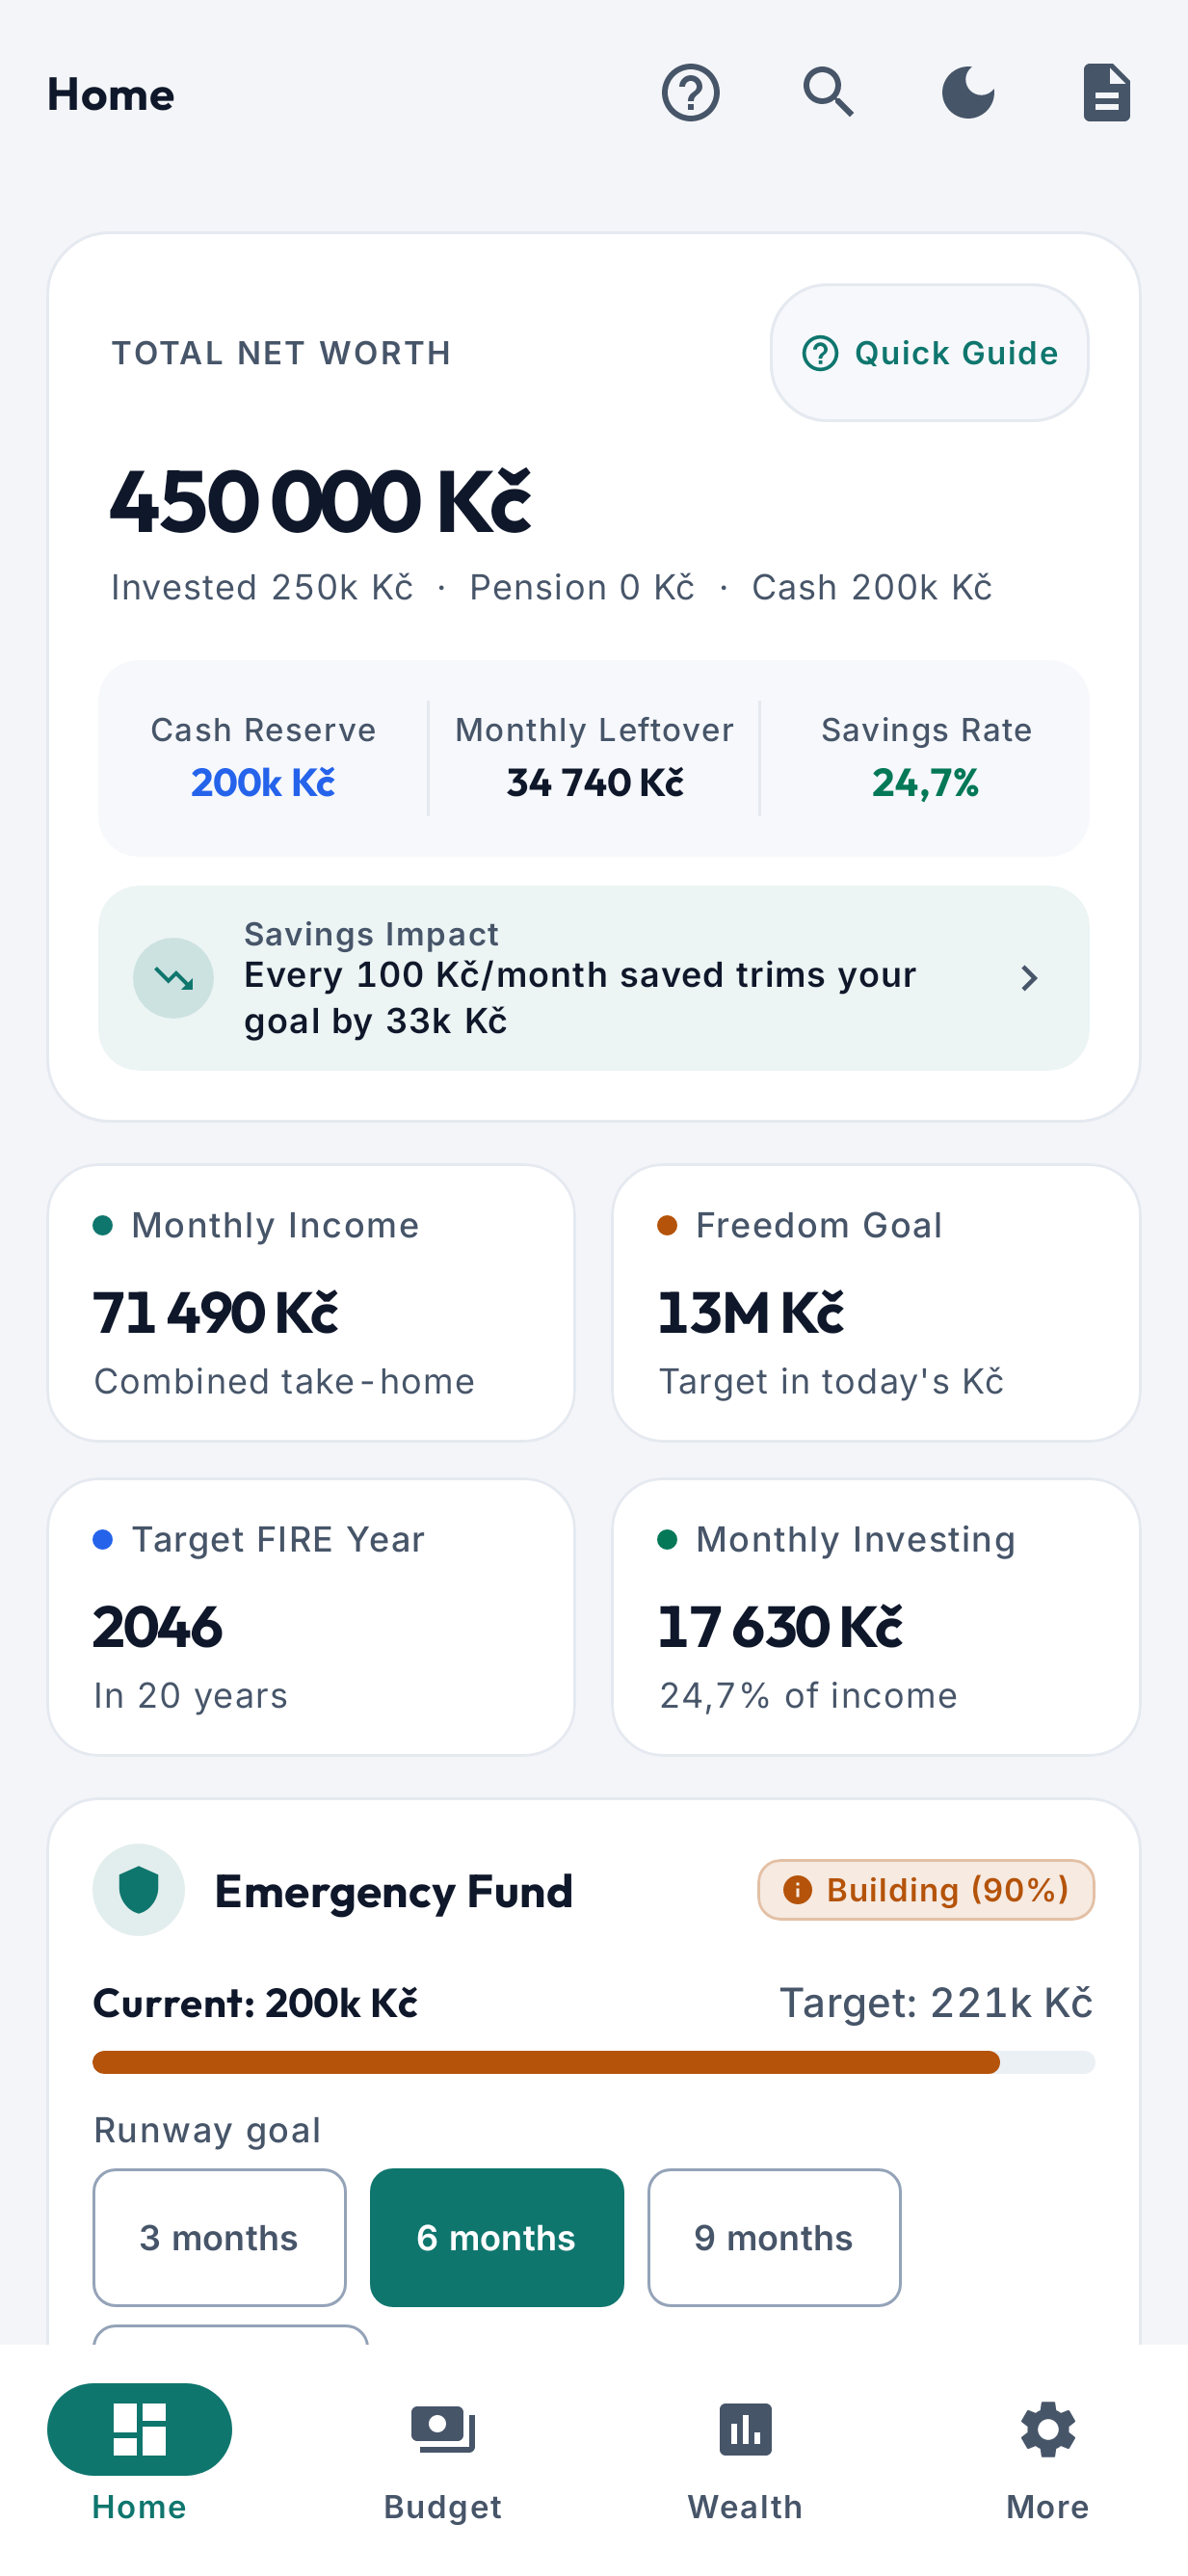 Home
TOTAL NET WORTH
Quick Guide
450 000 Kč
Invested 250k Kč · Pension 0 Kč · Cash 200k Kč
Cash Reserve
200k Kč
Monthly Leftover
34 740 Kč
Savings Rate
24,7%
Savings Impact
Every 100 Kč/month saved trims your
goal by 33k Kč
Monthly Income
71 490 Kč
Combined take-home
Freedom Goal
13M Kč
Target in today's Kč
Target FIRE Year
2046
In 20 years
Monthly Investing
17 630 Kč
24,7% of income
Emergency Fund
Building (90%)
Current: 200k Kč
Target: 221k Kč
Runway goal
3 months
6 months
9 months
Home
Budget
Wealth
More